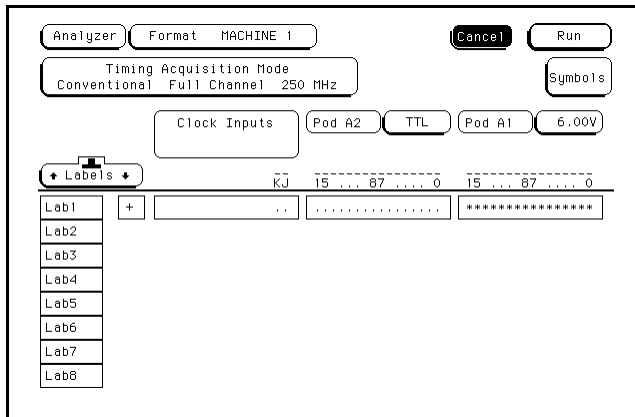 Analyzer Format MACHINE 1 Cancel Run
Timing Acquisition Mode
Conventional Full Channel 250 MHz
Symbols
Clock Inputs Pod A2 TTL Pod A1 6.00V
↑ Labels ↓
KJ 15 ... 87 .... 0 15 ... 87 .... 0
Lab1 + .. ................ ****************
Lab2
Lab3
Lab4
Lab5
Lab6
Lab7
Lab8